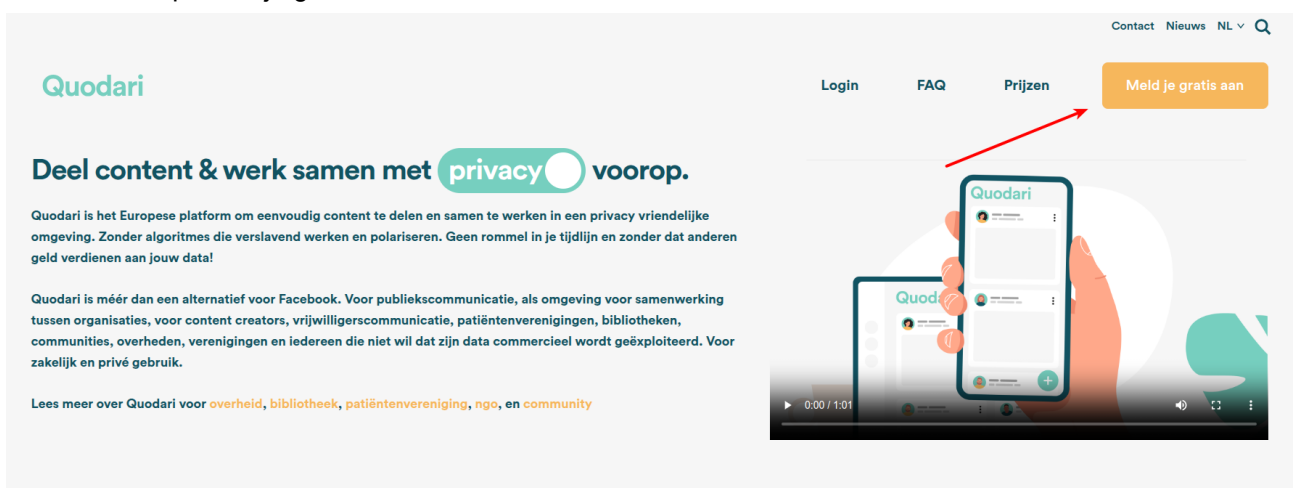 Contact Nieuws NL
Quodari
Login FAQ Prijzen Meld je gratis aan
Deel content & werk samen met privacy voorop.
Quodari is het Europese platform om eenvoudig content te delen en samen te werken in een privacy vriendelijke
omgeving. Zonder algoritmes die verslavend werken en polariseren. Geen rommel in je tijdlijn en zonder dat anderen
geld verdienen aan jouw data!
Quodari is méér dan een alternatief voor Facebook. Voor publiekscommunicatie, als omgeving voor samenwerking
tussen organisaties, voor content creators, vrijwilligerscommunicatie, patiëntenverenigingen, bibliotheken,
communities, overheden, verenigingen en iedereen die niet wil dat zijn data commercieel wordt geëxploiteerd. Voor
zakelijk en privé gebruik.
Lees meer over Quodari voor overheid, bibliotheek, patiëntenvereniging, ngo, en community
Quodari
Quod
0:00 / 1:01